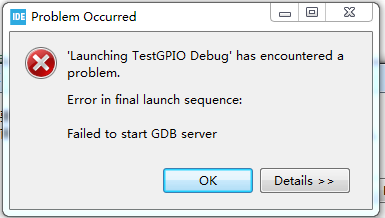 IDE Problem Occurred
'Launching TestGPIO Debug' has encountered a
problem.
Error in final launch sequence:
Failed to start GDB server
OK
Details >>